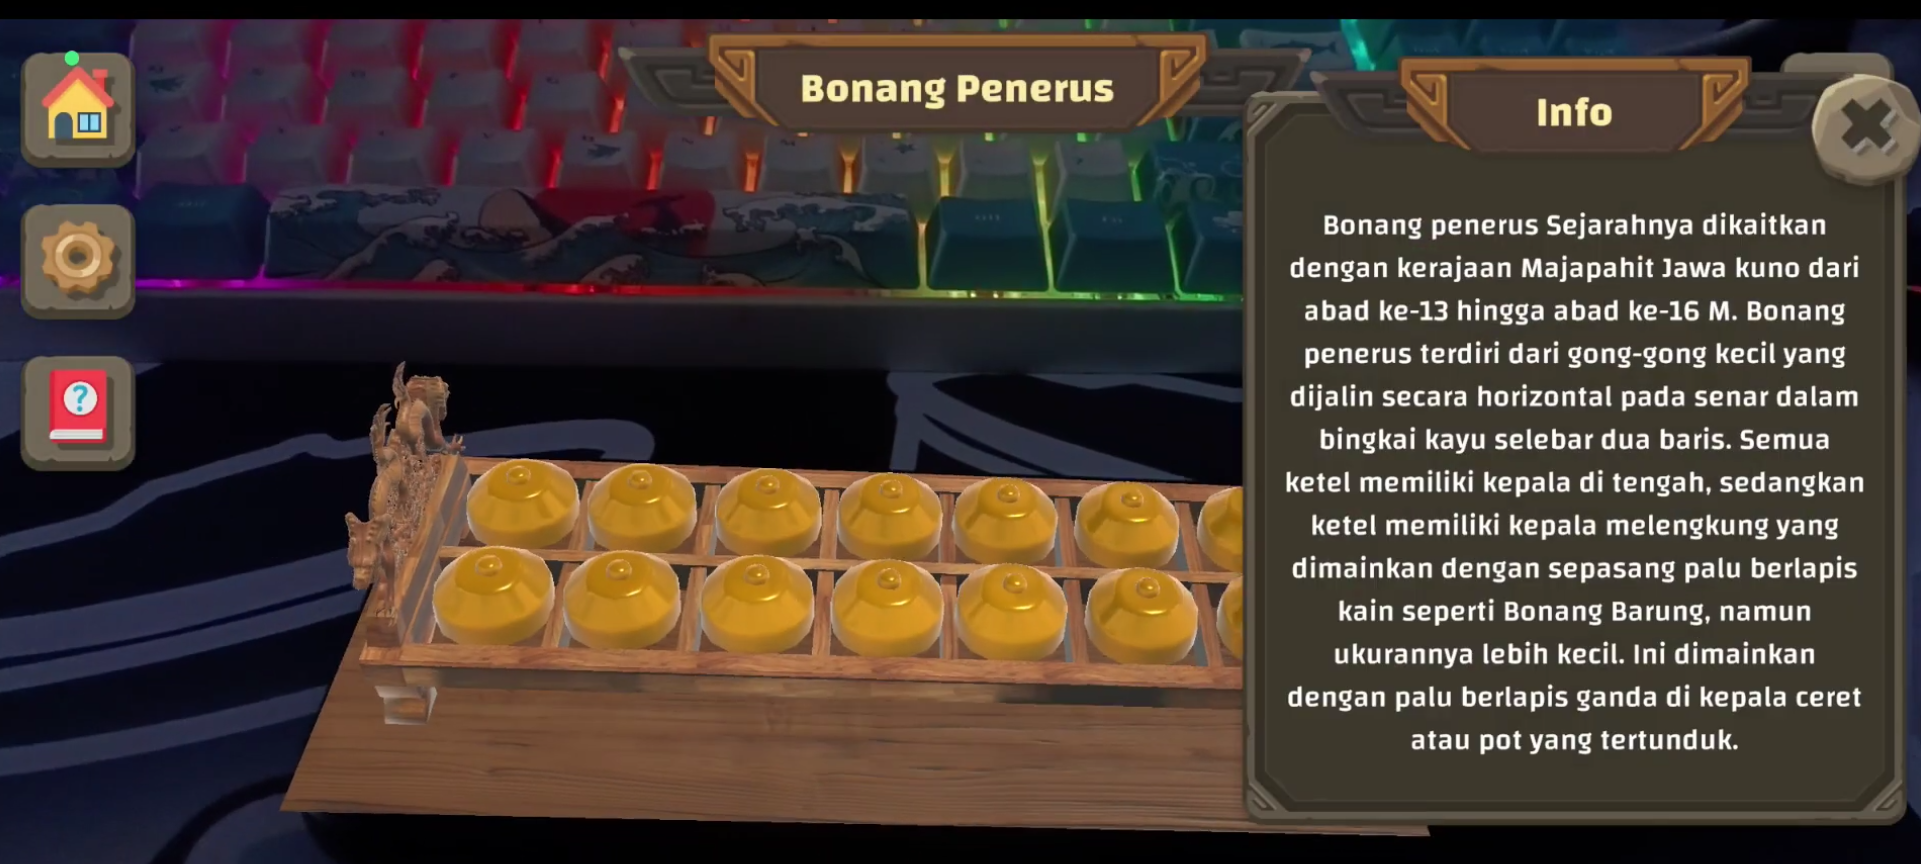 Bonang Penerus
Info
Bonang penerus Sejarahnya dikaitkan
dengan kerajaan Majapahit Jawa kuno dari
abad ke-13 hingga abad ke-16 M. Bonang
penerus terdiri dari gong-gong kecil yang
dijalin secara horizontal pada senar dalam
bingkai kayu selebar dua baris. Semua
ketel memiliki kepala di tengah, sedangkan
ketel memiliki kepala melengkung yang
dimainkan dengan sepasang palu berlapis
kain seperti Bonang Barung, namun
ukurannya lebih kecil. Ini dimainkan
dengan palu berlapis ganda di kepala ceret
atau pot yang tertunduk.
?